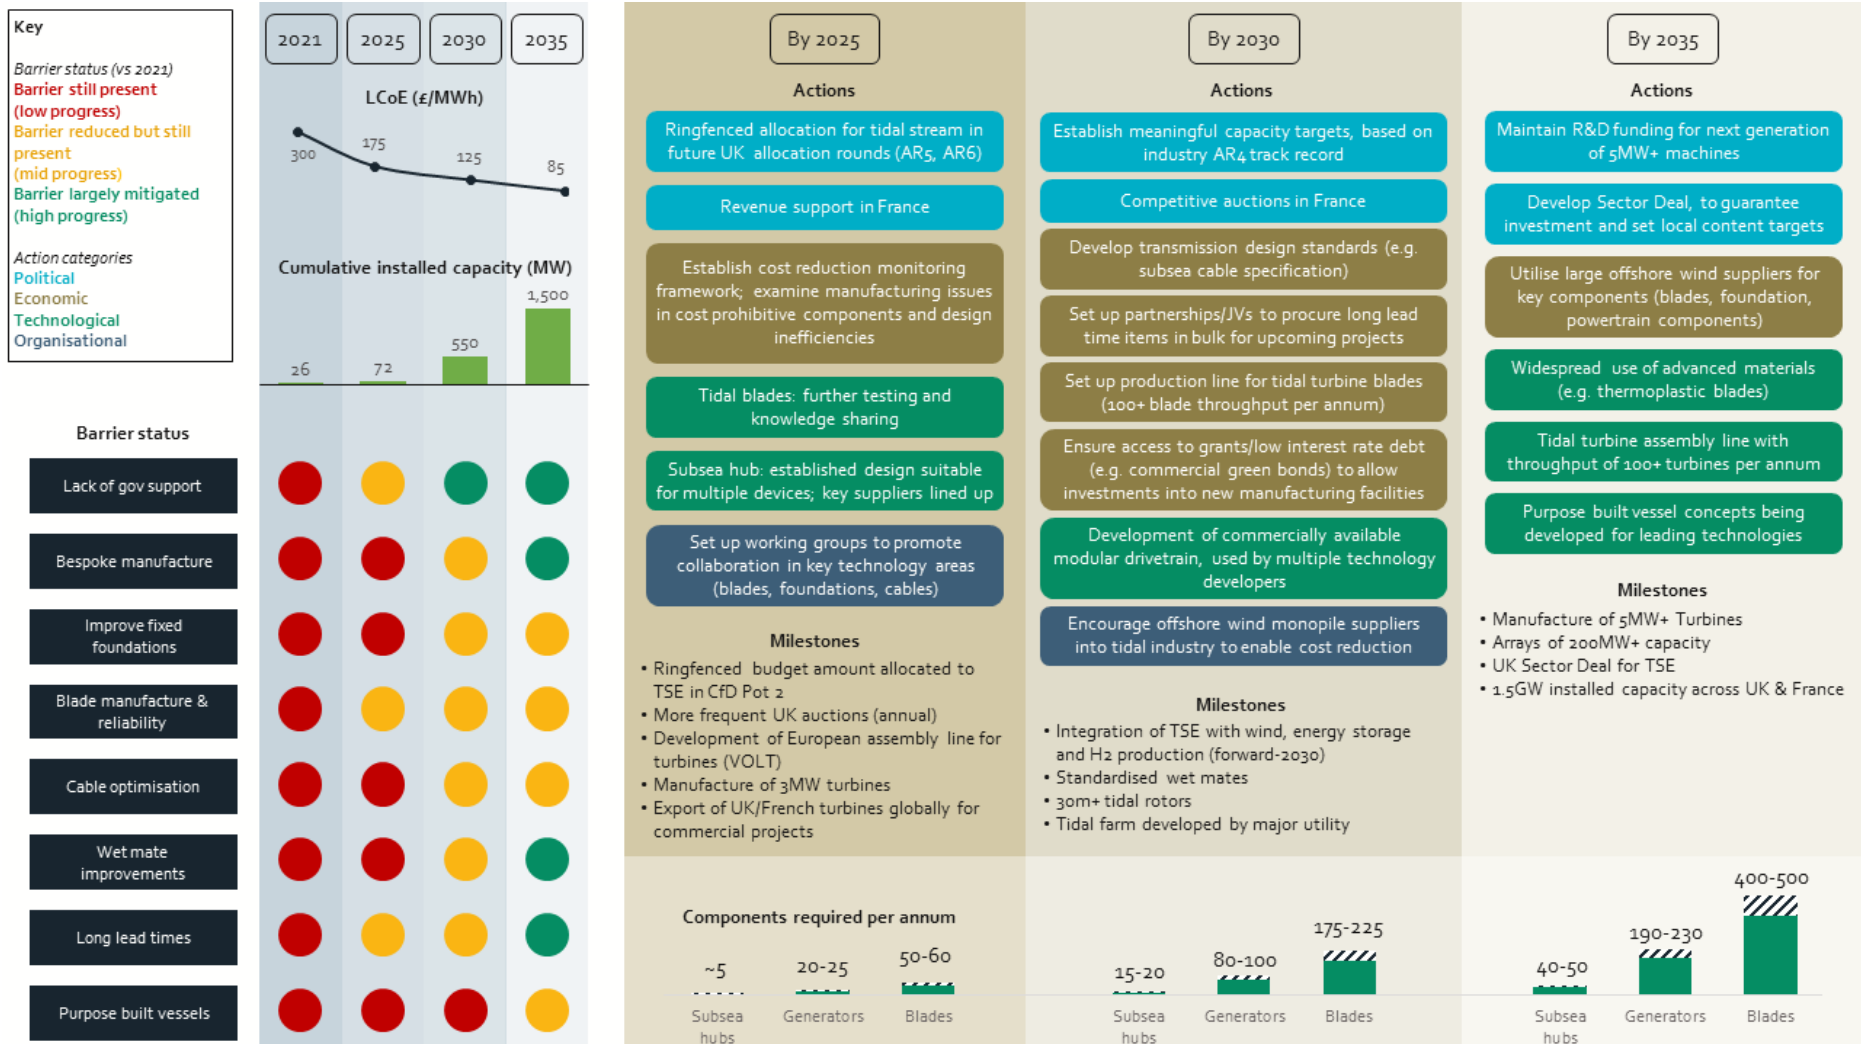 Key
Barrier status (vs 2021)
Barrier still present
(low progress)
Barrier reduced but still
present
(mid progress)
Barrier largely mitigated
(high progress)
Action categories
Political
Economic
Technological
Organisational
2021
2025
2030
2035
LCoE (£/MWh)
300
175
125
85
Cumulative installed capacity (MW)
26
72
550
1,500
Barrier status
Lack of gov support
Bespoke manufacture
Improve fixed
foundations
Blade manufacture &
reliability
Cable optimisation
Wet mate
improvements
Long lead times
Purpose built vessels
By 2025
Actions
Ringfenced allocation for tidal stream in
future UK allocation rounds (AR5, AR6)
Revenue support in France
Establish cost reduction monitoring
framework; examine manufacturing issues
in cost prohibitive components and design
inefficiencies
Tidal blades: further testing and
knowledge sharing
Subsea hub: established design suitable
for multiple devices; key suppliers lined up
Set up working groups to promote
collaboration in key technology areas
(blades, foundations, cables)
Milestones
• Ringfenced budget amount allocated to
TSE in CfD Pot 2
• More frequent UK auctions (annual)
• Development of European assembly line for
turbines (VOLT)
• Manufacture of 3MW turbines
• Export of UK/French turbines globally for
commercial projects
Components required per annum
~5
20-25
50-60
Subsea
hubs
Generators
Blades
By 2030
Actions
Establish meaningful capacity targets, based on
industry AR4 track record
Competitive auctions in France
Develop transmission design standards (e.g.
subsea cable specification)
Set up partnerships/JVs to procure long lead
time items in bulk for upcoming projects
Set up production line for tidal turbine blades
(100+ blade throughput per annum)
Ensure access to grants/low interest rate debt
(e.g. commercial green bonds) to allow
investments into new manufacturing facilities
Development of commercially available
modular drivetrain, used by multiple technology
developers
Encourage offshore wind monopile suppliers
into tidal industry to enable cost reduction
Milestones
• Integration of TSE with wind, energy storage
and H2 production (forward-2030)
• Standardised wet mates
• 30m+ tidal rotors
• Tidal farm developed by major utility
15-20
80-100
175-225
Subsea
hubs
Generators
Blades
By 2035
Actions
Maintain R&D funding for next generation
of 5MW+ machines
Develop Sector Deal, to guarantee
investment and set local content targets
Utilise large offshore wind suppliers for
key components (blades, foundation,
powertrain components)
Widespread use of advanced materials
(e.g. thermoplastic blades)
Tidal turbine assembly line with
throughput of 100+ turbines per annum
Purpose built vessel concepts being
developed for leading technologies
Milestones
• Manufacture of 5MW+ Turbines
• Arrays of 200MW+ capacity
• UK Sector Deal for TSE
• 1.5GW installed capacity across UK & France
40-50
190-230
400-500
Subsea
hubs
Generators
Blades